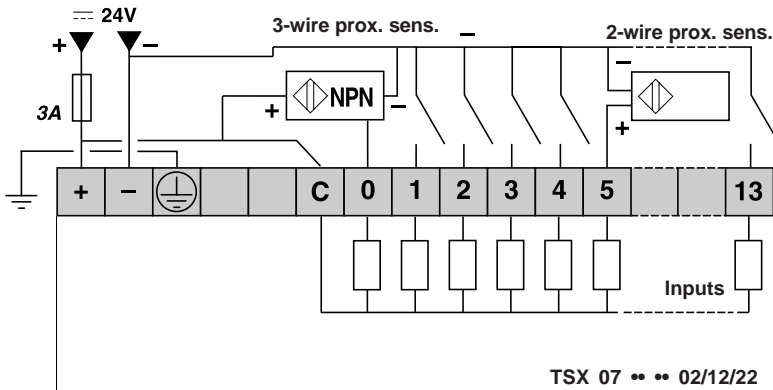 24V
3-wire prox. sens.
−
2-wire prox. sens.
+ −
3A
+ NPN −
−
+
+ − C 0 1 2 3 4 5 13
Inputs
TSX 07 •• •• 02/12/22